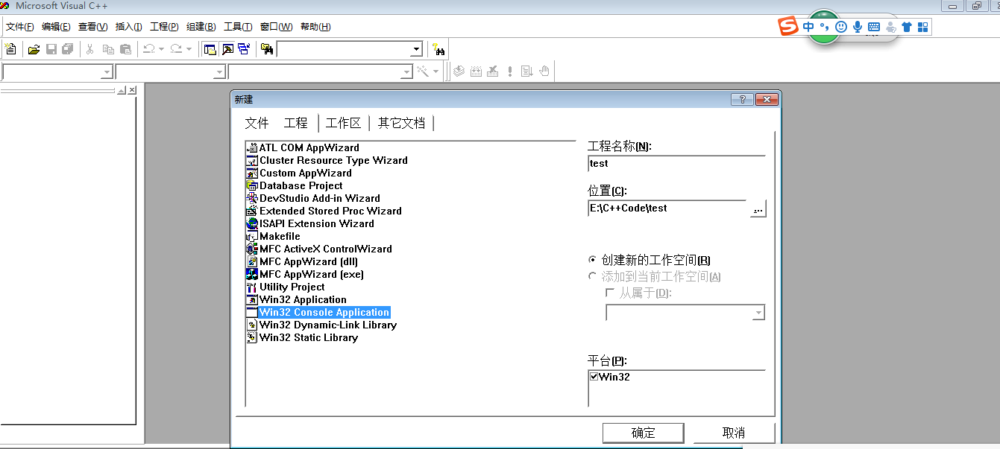 Microsoft Visual C++
文件(F) 编辑(E) 查看(V) 插入(I) 工程(P) 组建(B) 工具(T) 窗口(W) 帮助(H)
中
新建
文件 工程 工作区 其它文档
ATL COM AppWizard
Cluster Resource Type Wizard
Custom AppWizard
Database Project
DevStudio Add-in Wizard
Extended Stored Proc Wizard
ISAPI Extension Wizard
Makefile
MFC ActiveX ControlWizard
MFC AppWizard (dll)
MFC AppWizard (exe)
Utility Project
Win32 Application
Win32 Console Application
Win32 Dynamic-Link Library
Win32 Static Library
工程名称(N):
test
位置(C):
E:\C++Code\test
...
创建新的工作空间(R)
添加到当前工作空间(A)
从属于(D):
平台(P):
Win32
确定 取消